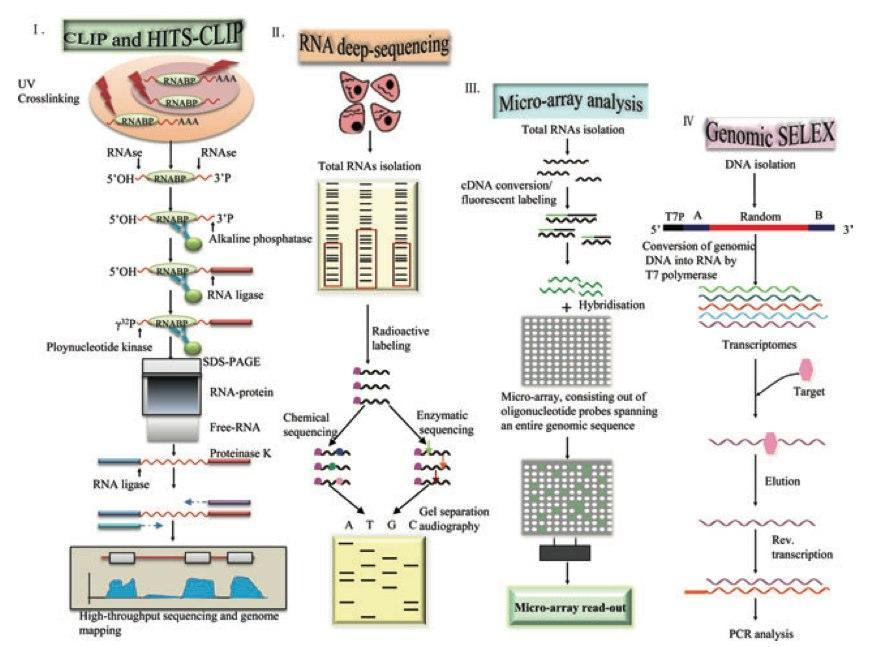 I.
CLIP and HITS-CLIP
UV
Crosslinking
RNABP
AAA
RNABP
RNABP
AAA
RNAse
RNAse
5'OH
RNABP
3'P
5'OH
RNABP
3'P
Alkaline phosphatase
5'OH
RNABP
RNA ligase
γ³²P
RNABP
Ploynucleotide kinase
SDS-PAGE
RNA-protein
Free-RNA
Proteinase K
RNA ligase
High-throughput sequencing and genome
mapping
II.
RNA deep-sequencing
Total RNAs isolation
Radioactive
labeling
Chemical
sequencing
Enzymatic
sequencing
Gel separation
audography
A T G C
III.
Micro-array analysis
Total RNAs isolation
cDNA conversion/
fluorescent labeling
+ Hybridisation
Micro-array, consisting out of
oligonucleotide probes spanning
an entire genomic sequence
Micro-array read-out
IV
Genomic SELEX
DNA isolation
T7P A Random B
5' 3'
Conversion of genomic
DNA into RNA by
T7 polymerase
Transcriptomes
Target
Elution
Rev.
transcription
PCR analysis